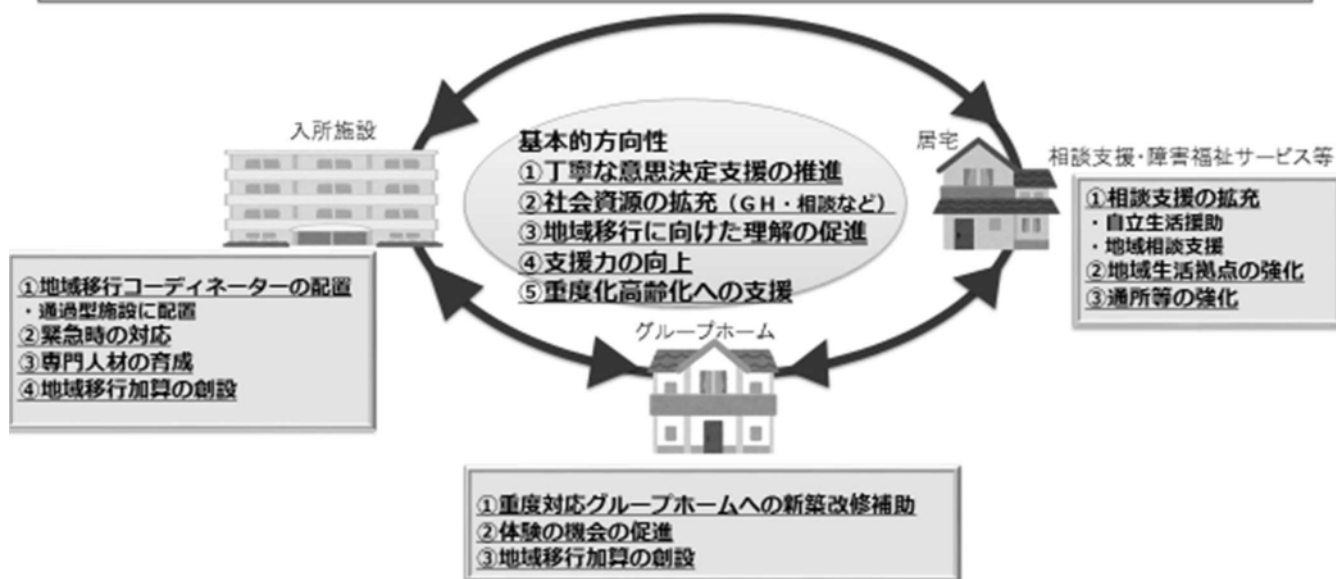 入所施設
基本的方向性
①丁寧な意思決定支援の推進
②社会資源の拡充（ＧＨ・相談など）
③地域移行に向けた理解の促進
④支援力の向上
⑤重度化高齢化への支援
居宅
相談支援・障害福祉サービス等
①相談支援の拡充
・自立生活援助
・地域相談支援
②地域生活拠点の強化
③通所等の強化
①地域移行コーディネーターの配置
・通過型施設に配置
②緊急時の対応
③専門人材の育成
④地域移行加算の創設
グループホーム
①重度対応グループホームへの新築改修補助
②体験の機会の促進
③地域移行加算の創設